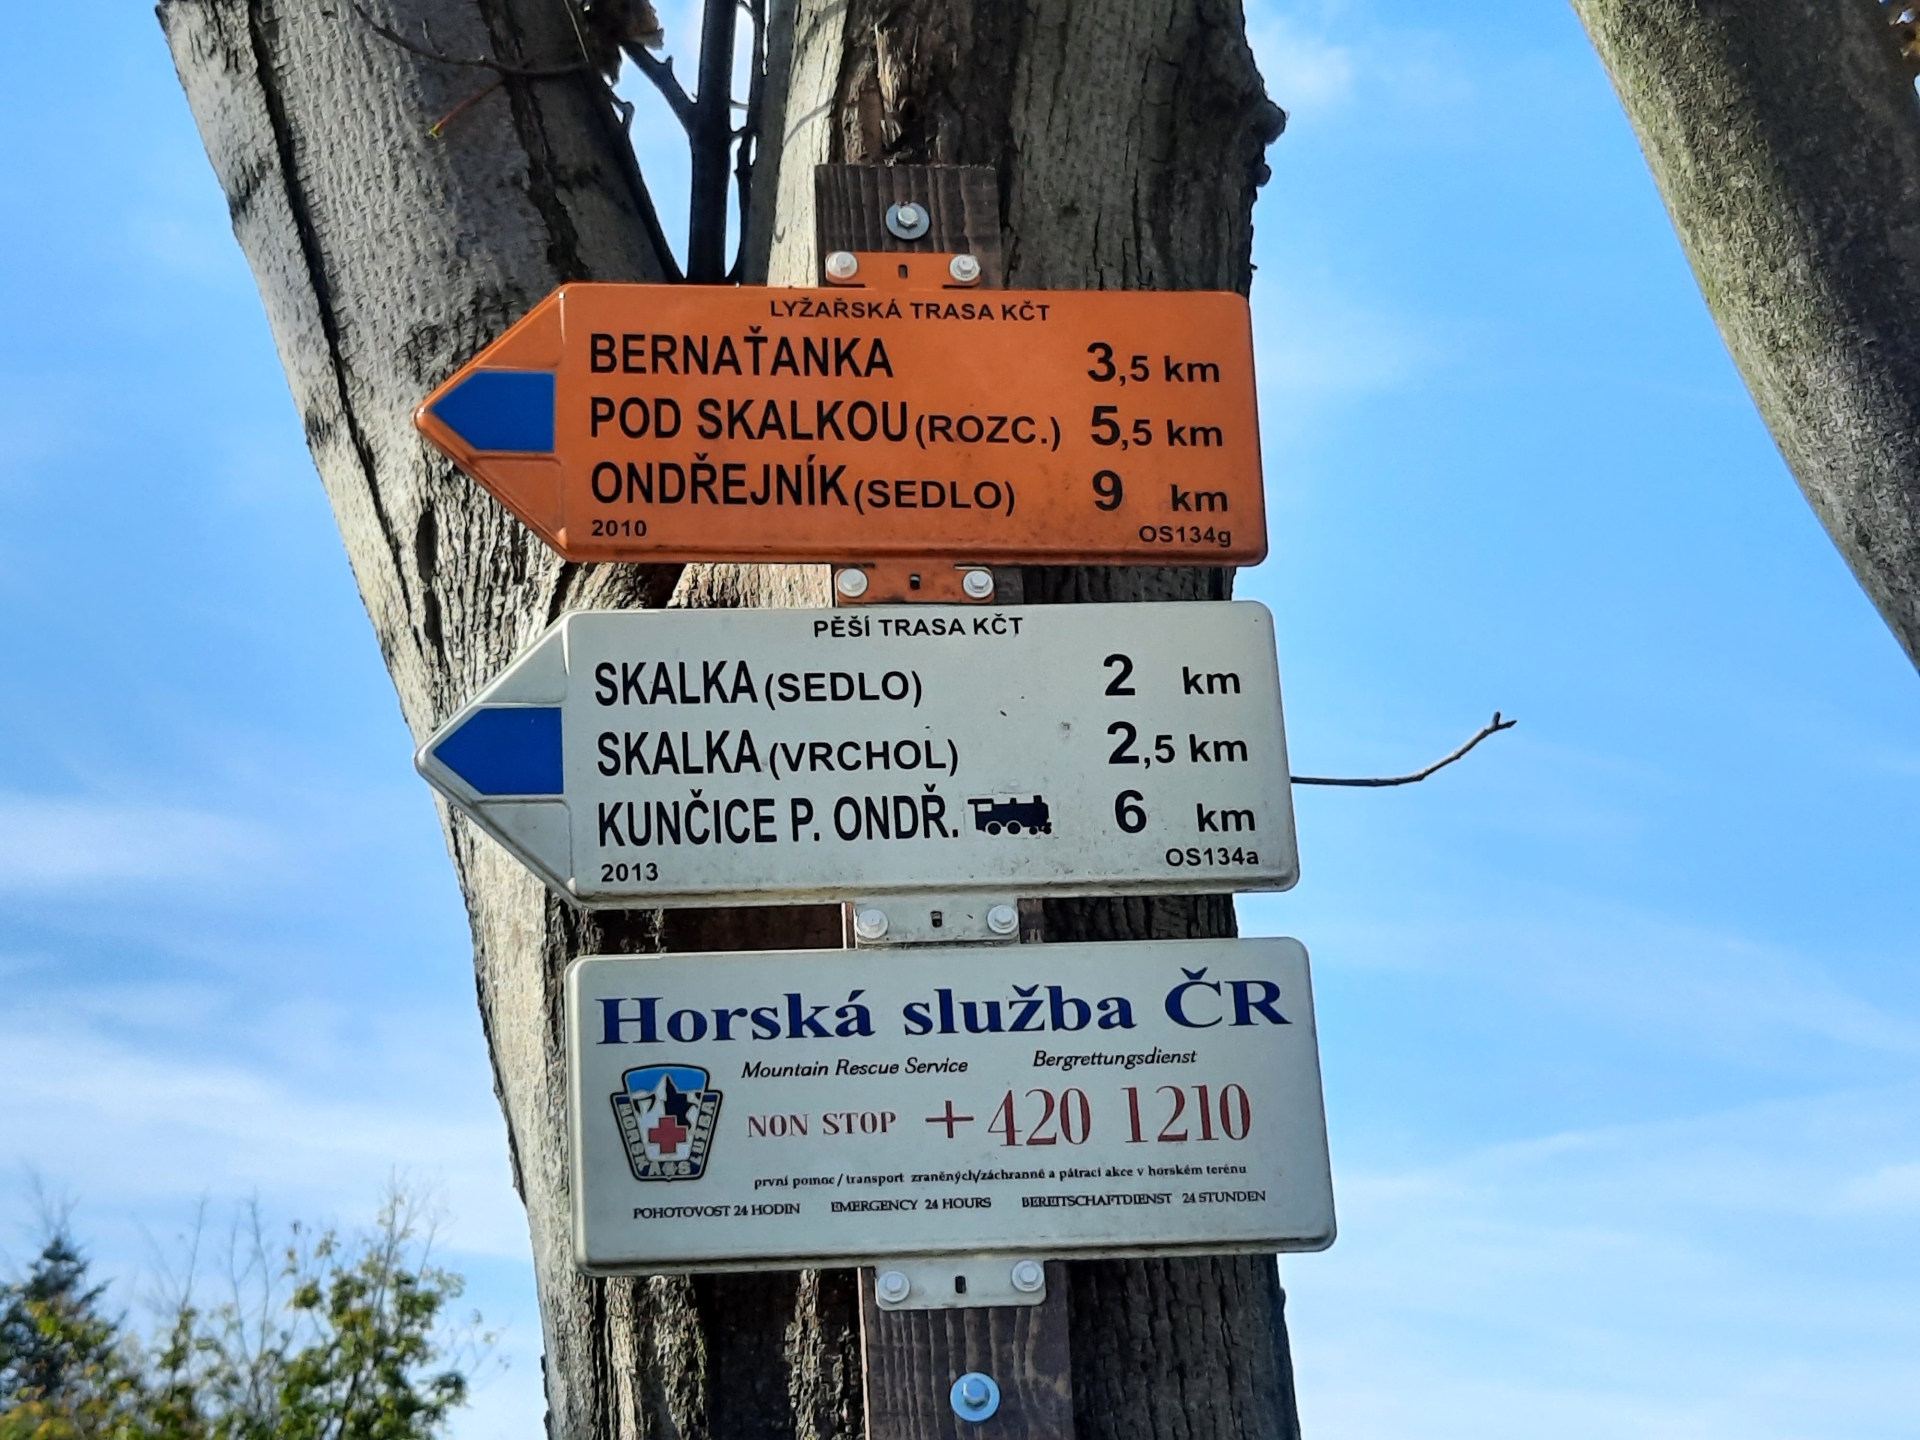 LYŽAŘSKÁ TRASA KČT
BERNAŤANKA 3,5 km
POD SKALKOU (ROZC.) 5,5 km
ONDŘEJNÍK (SEDLO) 9 km
2010 OS134g
PĚŠÍ TRASA KČT
SKALKA (SEDLO) 2 km
SKALKA (VRCHOL) 2,5 km
KUNČICE P. ONDŘ. 6 km
2013 OS134a
Horská služba ČR
Mountain Rescue Service Bergrettungsdienst
HORSKÁ SLUŽBA
NON STOP +420 1210
první pomoc / transport zraněných/záchranné a pátrací akce v horském terénu
POHOTOVOST 24 HODIN EMERGENCY 24 HOURS BEREITSCHAFTDIENST 24 STUNDEN